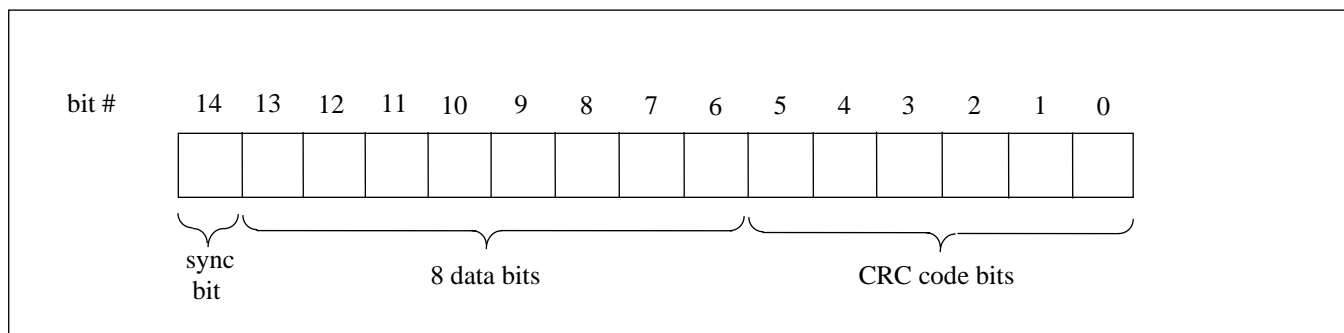 bit # 14 13 12 11 10 9 8 7 6 5 4 3 2 1 0
sync
bit
8 data bits
CRC code bits